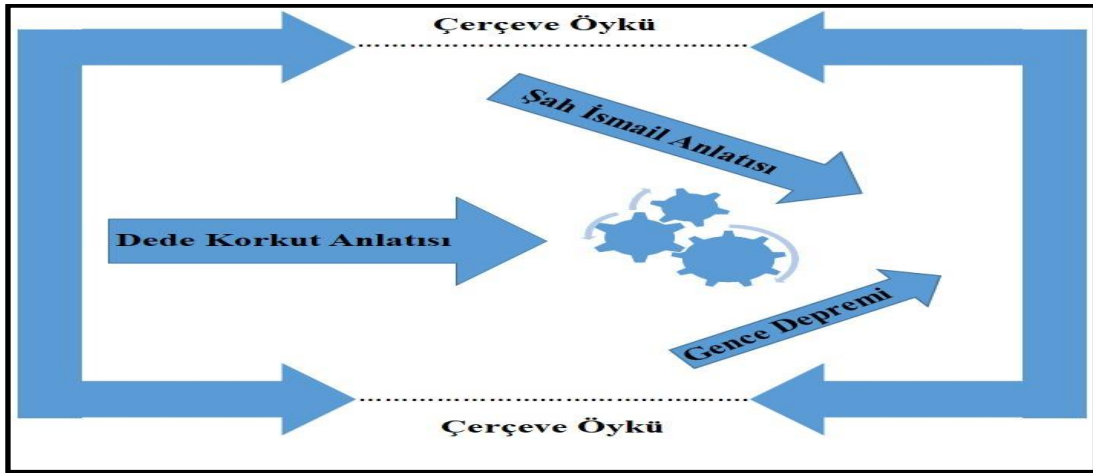 Çerçeve Öykü
Şah İsmail Anlatısı
Dede Korkut Anlatısı
Gence Depremi
Çerçeve Öykü